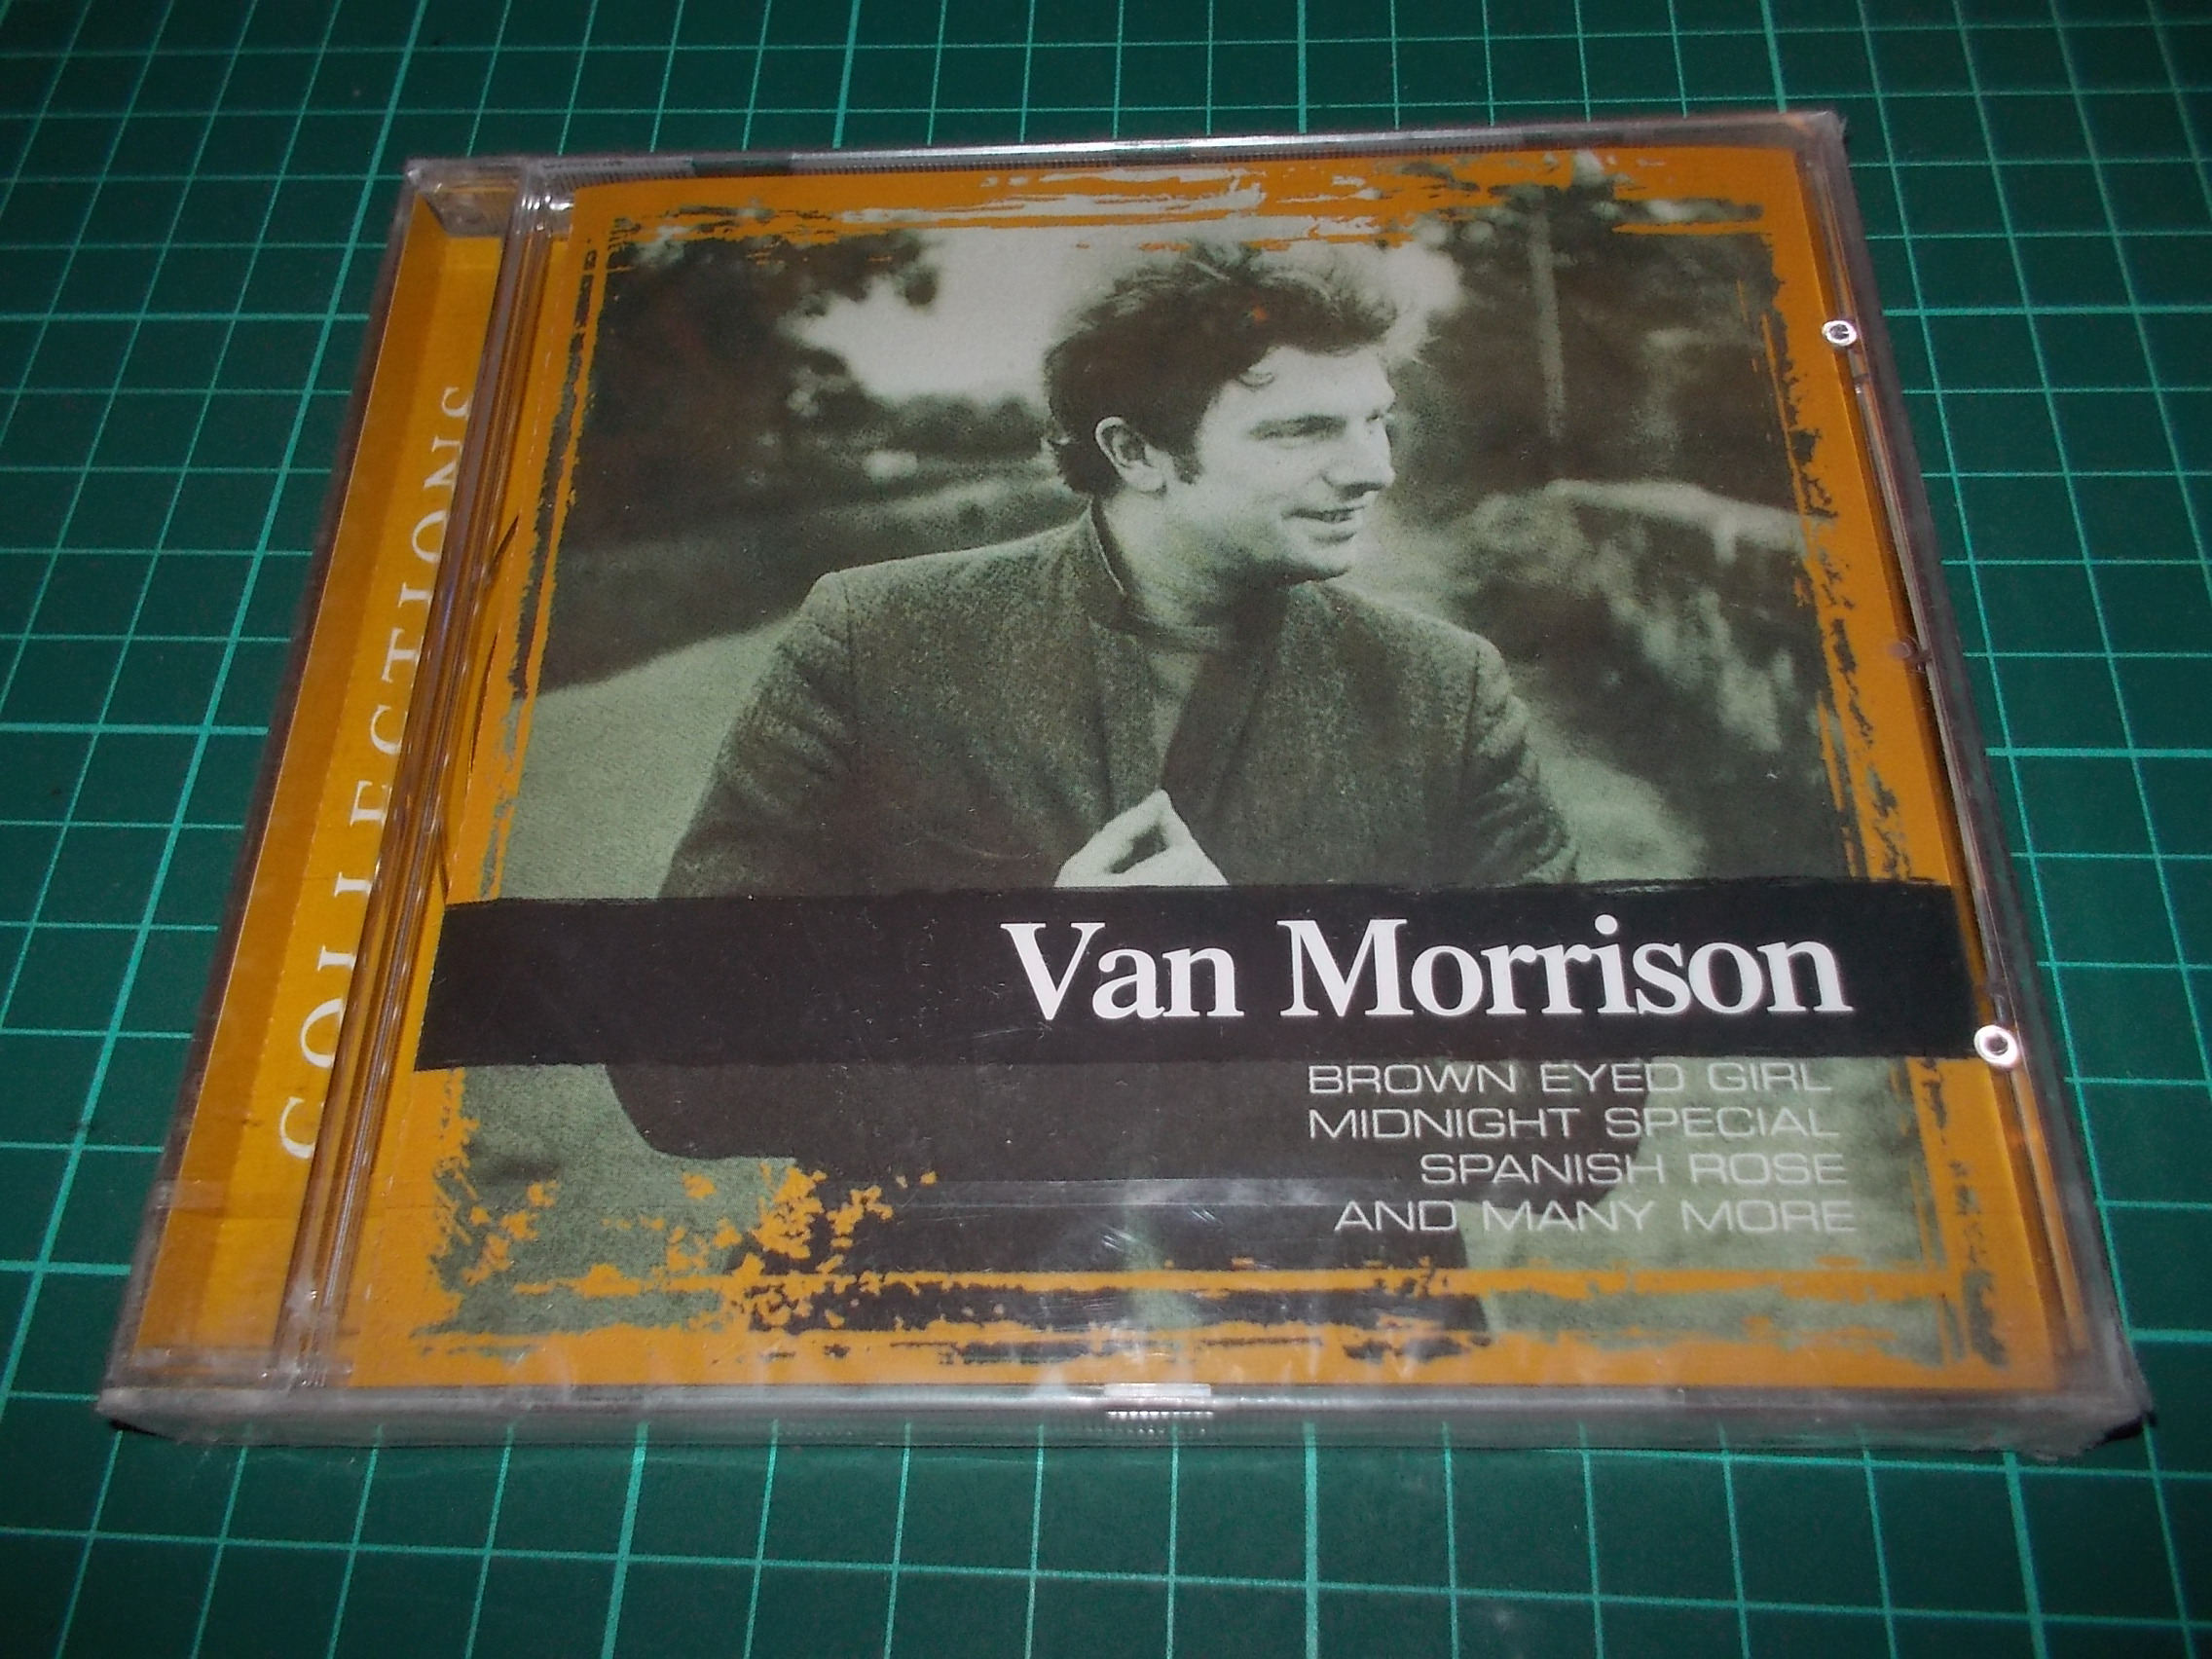 COLLECTIONS
Van Morrison
BROWN EYED GIRL
MIDNIGHT SPECIAL
SPANISH ROSE
AND MANY MORE